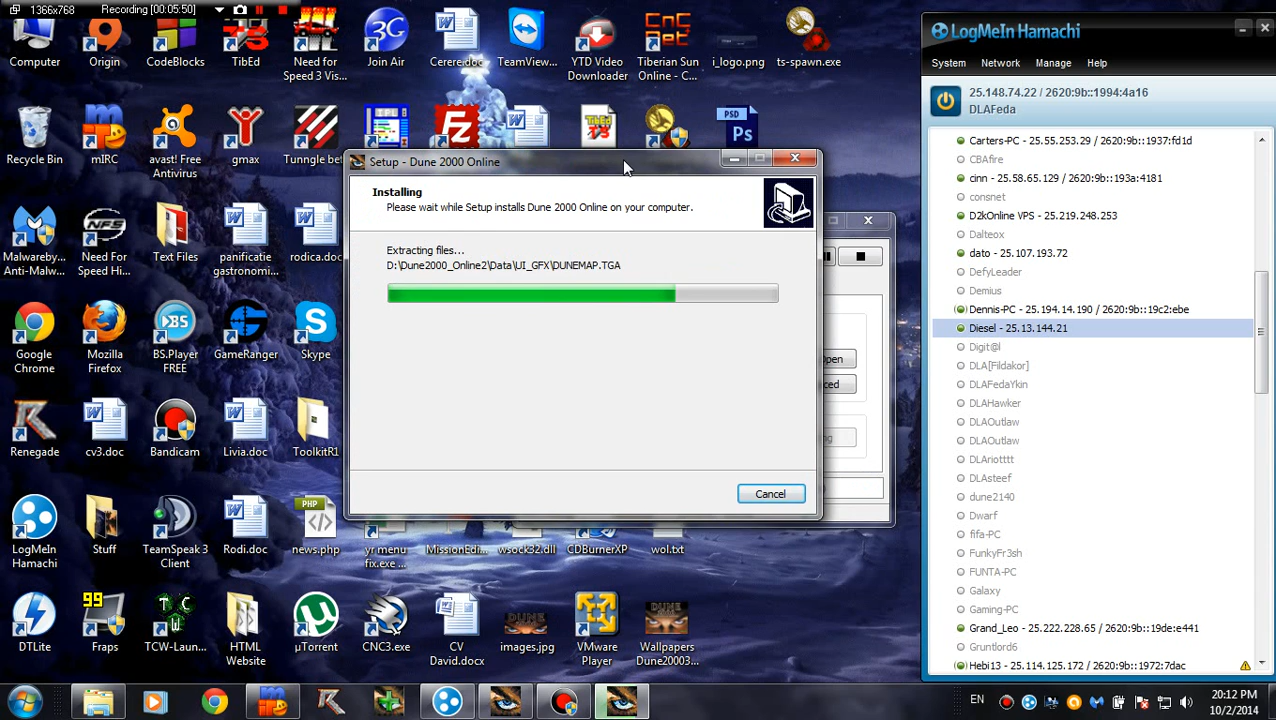 1366x768 Recording [00:05:50]
Computer
Origin
CodeBlocks
TibEd
Need for Speed 3 Vis...
Join Air
Cerere.doc
TeamView...
YTD Video Downloader
Tiberian Sun Online - C...
i_logo.png
ts-spawn.exe
Recycle Bin
mIRC
avast! Free Antivirus
gmax
Tunngle bet
PSD
Ps
Malwareby... Anti-Malw...
Need For Speed Hi...
Text Files
panificatie gastronomi...
rodica.doc
Google Chrome
Mozilla Firefox
BS.Player FREE
GameRanger
Skype
Renegade
cv3.doc
Bandicam
Livia.doc
ToolkitR1
LogMeIn Hamachi
Stuff
TeamSpeak 3 Client
Rodi.doc
PHP
news.php
yr menu fix.exe ...
MissionEdi...
wsock32.dll
CDBurnerXP
wol.txt
DTLite
99
Fraps
TCW-Laun...
HTML Website
µTorrent
CNC3.exe
CV David.docx
images.jpg
VMware Player
Wallpapers Dune20003...
Setup - Dune 2000 Online
Installing
Please wait while Setup installs Dune 2000 Online on your computer.
Extracting files...
D:\Dune2000_Online2\Data\UI_GFX\DUNEMAP.TGA
Cancel
LogMeIn Hamachi
System Network Manage Help
25.148.74.22 / 2620:9b::1994:4a16
DLAFeda
Carters-PC - 25.55.253.29 / 2620:9b::1937:fd1d
CBAfire
cinn - 25.58.65.129 / 2620:9b::193a:4181
consnet
D2kOnline VPS - 25.219.248.253
Dalteox
dato - 25.107.193.72
DefyLeader
Demius
Dennis-PC - 25.194.14.190 / 2620:9b::19c2:ebe
Diesel - 25.13.144.21
Digit@l
DLA[Fildakor]
DLAFedaYkin
DLAHawker
DLAOutlaw
DLAOutlaw
DLAriotttt
DLAsteef
dune2140
Dwarf
fifa-PC
FunkyFr3sh
FUNTA-PC
Galaxy
Gaming-PC
Grand_Leo - 25.222.228.65 / 2620:9b::19de:e441
Gruntlord6
Hebi13 - 25.114.125.172 / 2620:9b::1972:7dac
EN
20:12 PM
10/2/2014